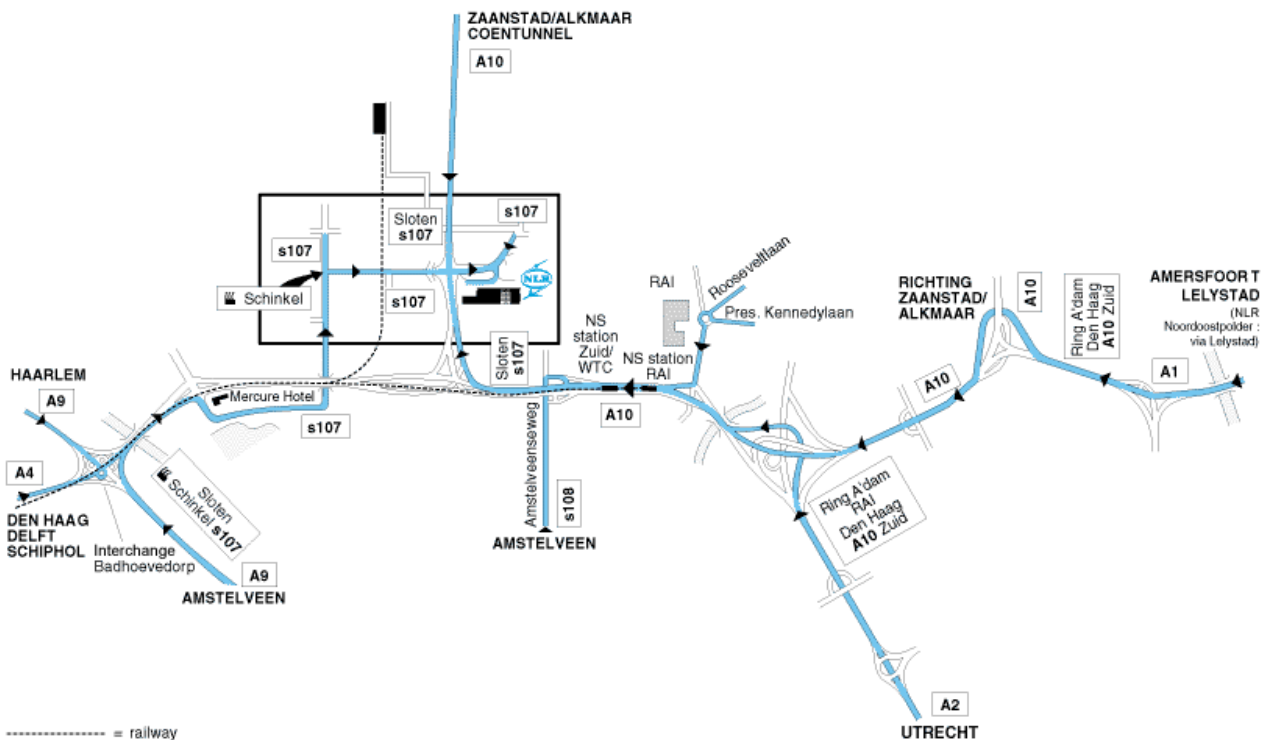 ZAANSTAD/ALKMAAR
COENTUNNEL
A10
Sloten
s107
s107
s107
NLR
Schinkel
s107
RAI
Rooseveltlaan
Pres. Kennedylaan
RICHTING
ZAANSTAD/
ALKMAAR
A10
Ring A'dam
Den Haag
A10 Zuid
AMERSFOORT
LELYSTAD
(NLR
Noordoostpolder :
via Lelystad)
NS
station
Zuid/
WTC
NS station
RAI
Sloten
s107
A10
A10
A1
HAARLEM
A9
Mercure Hotel
s107
A4
DEN HAAG
DELFT
SCHIPHOL
Interchange
Badhoevedorp
Sloten
Schinkel s107
A9
AMSTELVEEN
Amstelveenseweg
s108
AMSTELVEEN
Ring A'dam
RAI
Den Haag
A10 Zuid
A2
UTRECHT
= railway